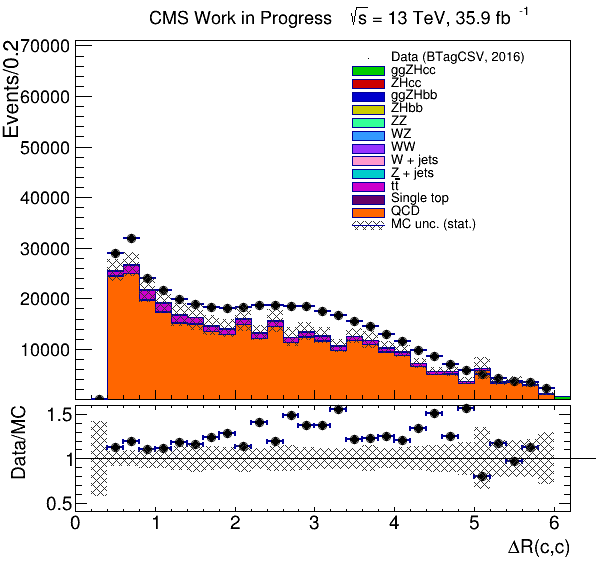 CMS Work in Progress √s = 13 TeV, 35.9 fb⁻¹
Events/0.2
70000
60000
50000
40000
30000
20000
10000
Data (BTagCSV, 2016)
ggZHcc
ZHcc
ggZHbb
ZHbb
ZZ
WZ
WW
W + jets
Z + jets
tt̅
Single top
QCD
MC unc. (stat.)
Data/MC
1.5
1
0.5
0 1 2 3 4 5 6
ΔR(c,c)